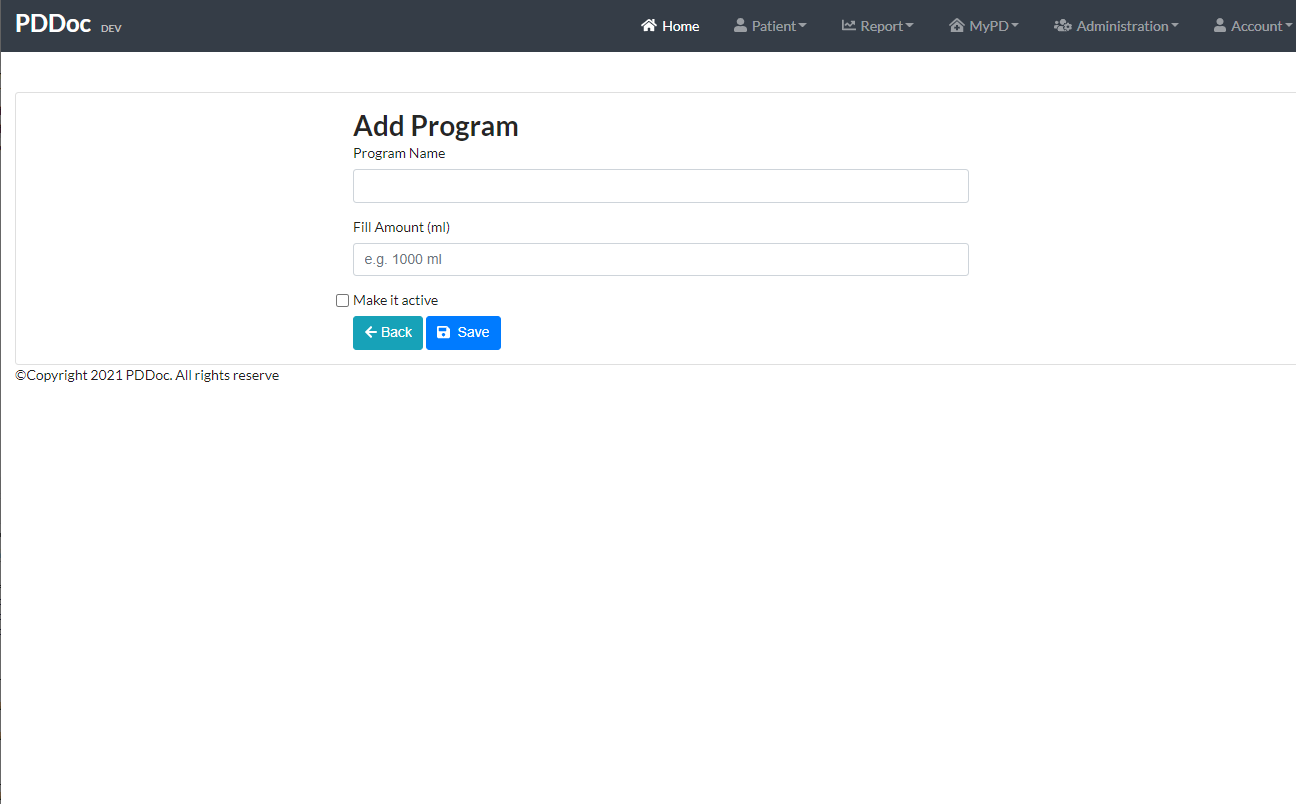 PDDoc DEV Home Patient Report MyPD Administration Account
Add Program
Program Name
Fill Amount (ml)
e.g. 1000 ml
Make it active
Back Save
©Copyright 2021 PDDoc. All rights reserve